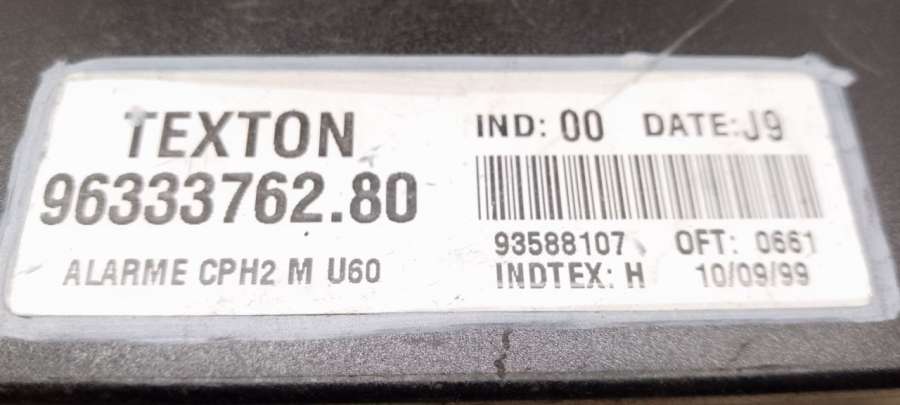 TEXTON
96333762.80
ALARME CPH2 M U60
IND: 00 DATE: J9
93588107 OFT: 0661
INDTEX: H 10/09/99